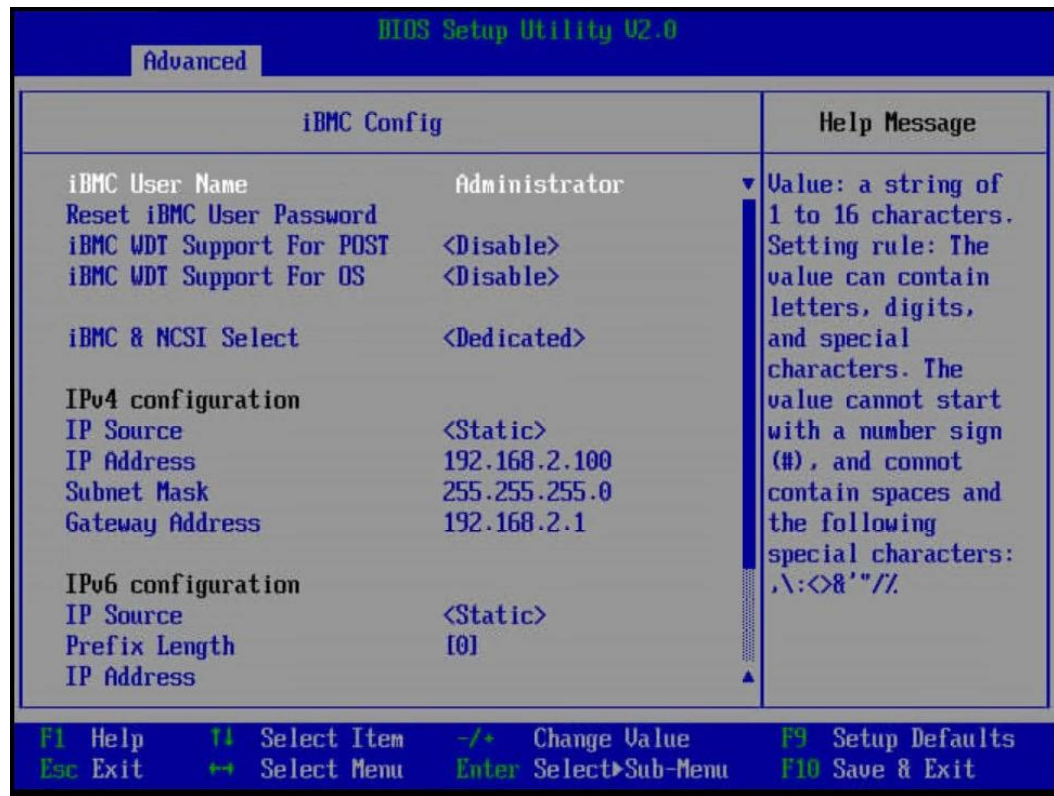 BIOS Setup Utility V2.0
Advanced
iBMC Config
Help Message
iBMC User Name Administrator
Reset iBMC User Password
iBMC WDT Support For POST <Disable>
iBMC WDT Support For OS <Disable>
iBMC & NCSI Select <Dedicated>
IPv4 configuration
IP Source <Static>
IP Address 192.168.2.100
Subnet Mask 255.255.255.0
Gateway Address 192.168.2.1
IPv6 configuration
IP Source <Static>
Prefix Length [0]
IP Address
Value: a string of
1 to 16 characters.
Setting rule: The
value can contain
letters, digits,
and special
characters. The
value cannot start
with a number sign
(#), and connot
contain spaces and
the following
special characters:
,\:<>&'"/%
F1 Help ↑↓ Select Item -/+ Change Value F9 Setup Defaults
Esc Exit ←→ Select Menu Enter Select▶Sub-Menu F10 Save & Exit